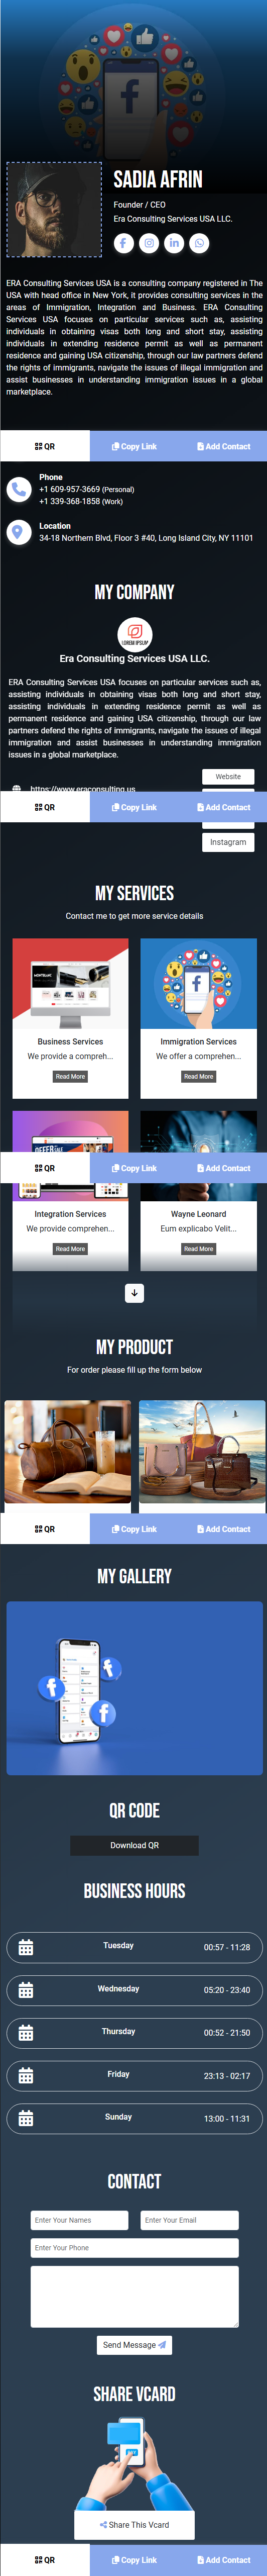 SADIA AFRIN
Founder / CEO
Era Consulting Services USA LLC.
ERA Consulting Services USA is a consulting company registered in The
USA with head office in New York, it provides consulting services in the
areas of Immigration, Integration and Business. ERA Consulting
Services USA focuses on particular services such as, assisting
individuals in obtaining visas both long and short stay, assisting
individuals in extending residence permit as well as permanent
residence and gaining USA citizenship, through our law partners defend
the rights of immigrants, navigate the issues of illegal immigration and
assist businesses in understanding immigration issues in a global
marketplace.
QR
Copy Link
Add Contact
Phone
+1 609-957-3669 (Personal)
+1 339-368-1858 (Work)
Location
34-18 Northern Blvd, Floor 3 #40, Long Island City, NY 11101
MY COMPANY
LOREM IPSUM
Era Consulting Services USA LLC.
ERA Consulting Services USA focuses on particular services such as,
assisting individuals in obtaining visas both long and short stay,
assisting individuals in extending residence permit as well as
permanent residence and gaining USA citizenship, through our law
partners defend the rights of immigrants, navigate the issues of illegal
immigration and assist businesses in understanding immigration
issues in a global marketplace.
Website
https://www.eraconsulting.us
QR
Copy Link
Add Contact
Instagram
MY SERVICES
Contact me to get more service details
Business Services
We provide a compreh...
Read More
Immigration Services
We offer a comprehen...
Read More
QR
Copy Link
Add Contact
Integration Services
We provide comprehen...
Read More
Wayne Leonard
Eum explicabo Velit...
Read More
MY PRODUCT
For order please fill up the form below
QR
Copy Link
Add Contact
MY GALLERY
QR CODE
Download QR
BUSINESS HOURS
Tuesday 00:57 - 11:28
Wednesday 05:20 - 23:40
Thursday 00:52 - 21:50
Friday 23:13 - 02:17
Sunday 13:00 - 11:31
CONTACT
Enter Your Names
Enter Your Email
Enter Your Phone
Send Message
SHARE VCARD
Share This Vcard
QR
Copy Link
Add Contact